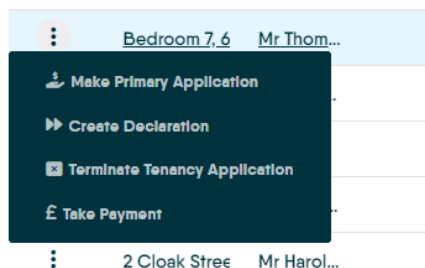 Bedroom 7, 6 Mr Thom...
Make Primary Application
Create Declaration
Terminate Tenancy Application
£ Take Payment
2 Cloak Stree Mr Harol...